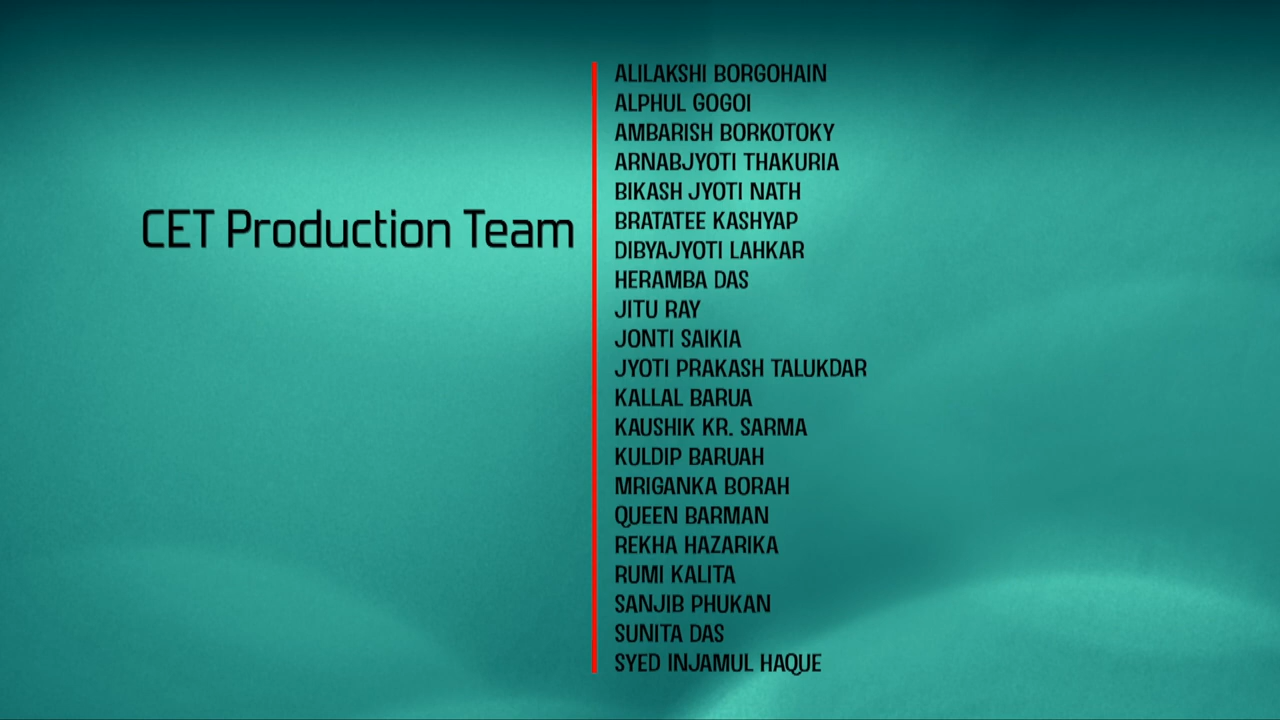 CET Production Team
ALILAKSHI BORGOHAIN
ALPHUL GOGOI
AMBARISH BORKOTOKY
ARNABJYOTI THAKURIA
BIKASH JYOTI NATH
BRATATEE KASHYAP
DIBYAJYOTI LAHKAR
HERAMBA DAS
JITU RAY
JONTI SAIKIA
JYOTI PRAKASH TALUKDAR
KALLAL BARUA
KAUSHIK KR. SARMA
KULDIP BARUAH
MRIGANKA BORAH
QUEEN BARMAN
REKHA HAZARIKA
RUMI KALITA
SANJIB PHUKAN
SUNITA DAS
SYED INJAMUL HAQUE